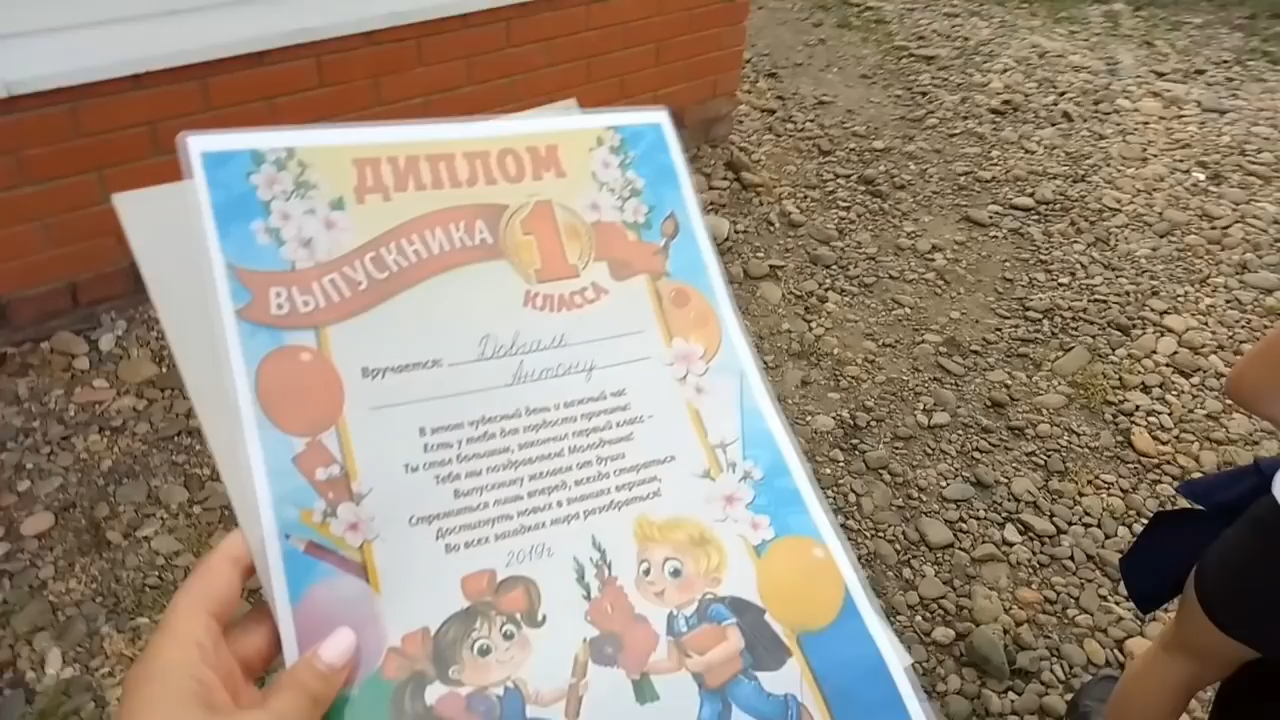 ДИПЛОМ
ВЫПУСКНИКА 1
КЛАССА
Вручается: Довгаль
Антону
В этот чудесный день и важный час
Есть у тебя для гордости причина:
Ты стал большим, закончил первый класс –
Тебя мы поздравляем! Молодчина!
Выпускнику желаем от души
Стремиться лишь вперед, всегда стараться
Достигнуть новых в знаниях вершин,
Во всех загадках мира разобраться!
2019г